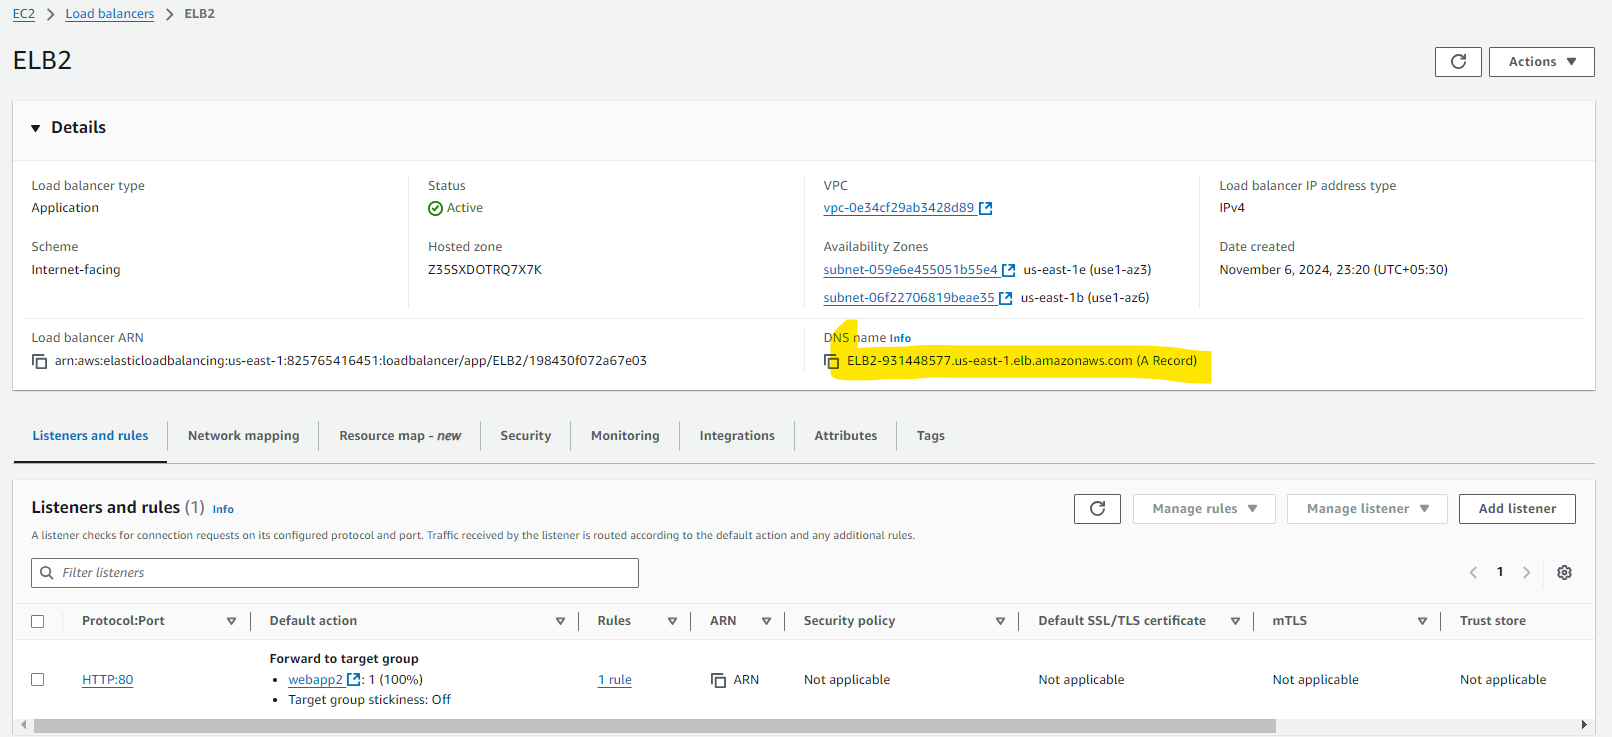 EC2 > Load balancers > ELB2
ELB2
Actions
Details
Load balancer type
Application
Status
Active
VPC
vpc-0e34cf29ab3428d89
Load balancer IP address type
IPv4
Scheme
Internet-facing
Hosted zone
Z35SXDOTRQ7X7K
Availability Zones
subnet-059e6e455051b55e4 us-east-1e (use1-az3)
subnet-06f22706819beae35 us-east-1b (use1-az6)
Date created
November 6, 2024, 23:20 (UTC+05:30)
Load balancer ARN
arn:aws:elasticloadbalancing:us-east-1:825765416451:loadbalancer/app/ELB2/198430f072a67e03
DNS name Info
ELB2-931448577.us-east-1.elb.amazonaws.com (A Record)
Listeners and rules Network mapping Resource map - new Security Monitoring Integrations Attributes Tags
Listeners and rules (1) Info
Manage rules Manage listener Add listener
A listener checks for connection requests on its configured protocol and port. Traffic received by the listener is routed according to the default action and any additional rules.
Filter listeners
1
Protocol:Port Default action Rules ARN Security policy Default SSL/TLS certificate mTLS Trust store
Forward to target group
HTTP:80 • webapp2 : 1 (100%) 1 rule ARN Not applicable Not applicable Not applicable Not applicable
• Target group stickiness: Off